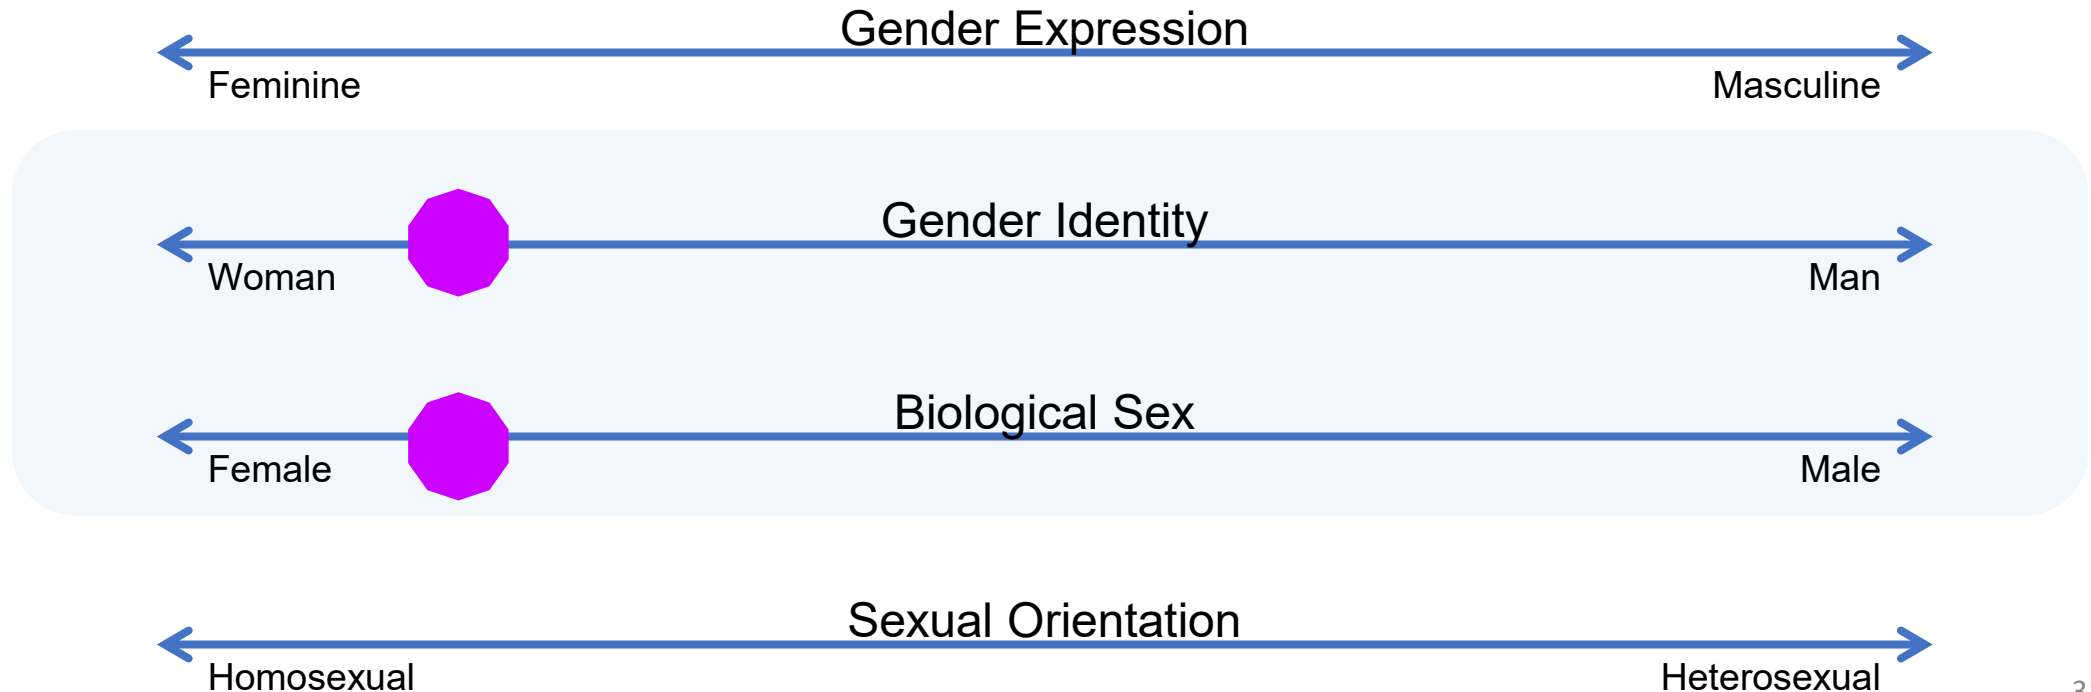 Gender Expression
Feminine Masculine
Gender Identity
Woman Man
Biological Sex
Female Male
Sexual Orientation
Homosexual Heterosexual